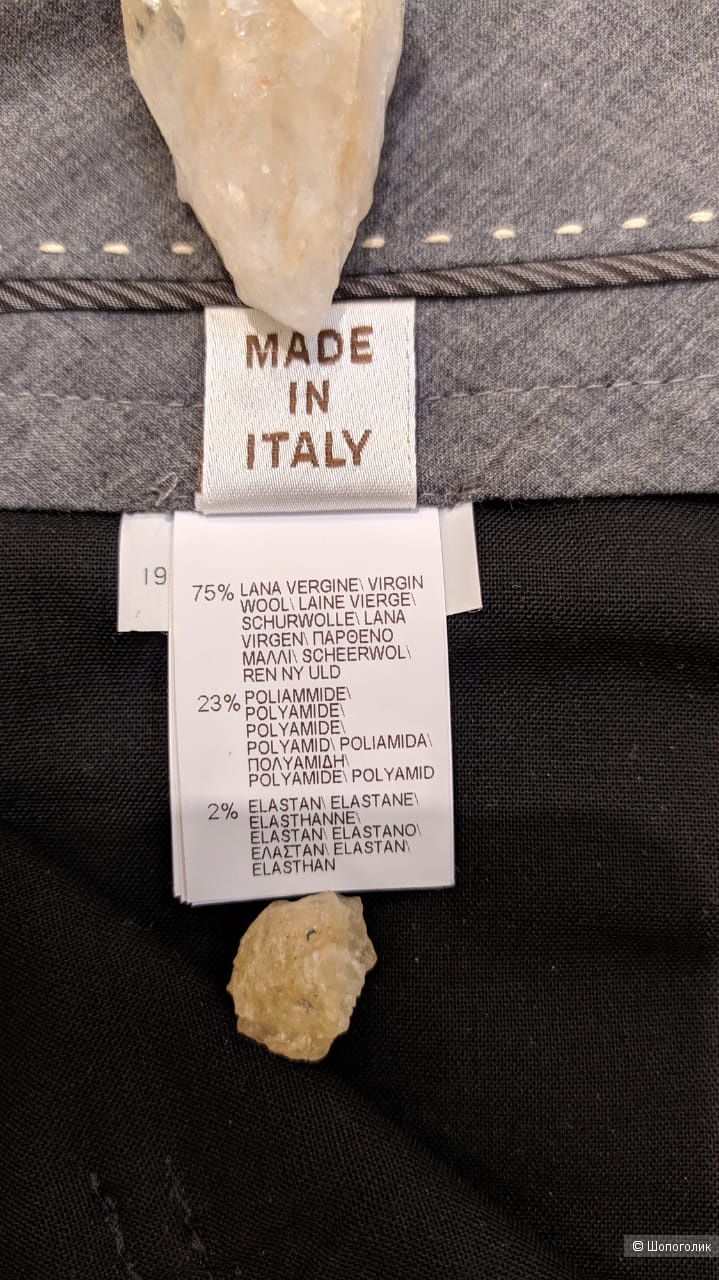 MADE
IN
ITALY
19
75% LANA VERGINE\ VIRGIN
WOOL\ LAINE VIERGE\
SCHURWOLLE\ LANA
VIRGEN\ ΠΑΡΘΕΝΟ
ΜΑΛΛΙ\ SCHEERWOL\
REN NY ULD
23% POLIAMMIDE\
POLYAMIDE\
POLYAMIDE\
POLYAMID\ POLIAMIDA\
ΠΟΛΥΑΜΙΔΗ\
POLYAMIDE\ POLYAMID
2% ELASTAN\ ELASTANE\
ELASTHANNE\
ELASTAN\ ELASTANO\
ΕΛΑΣΤΑΝ\ ELASTAN\
ELASTHAN
© Шопоголик